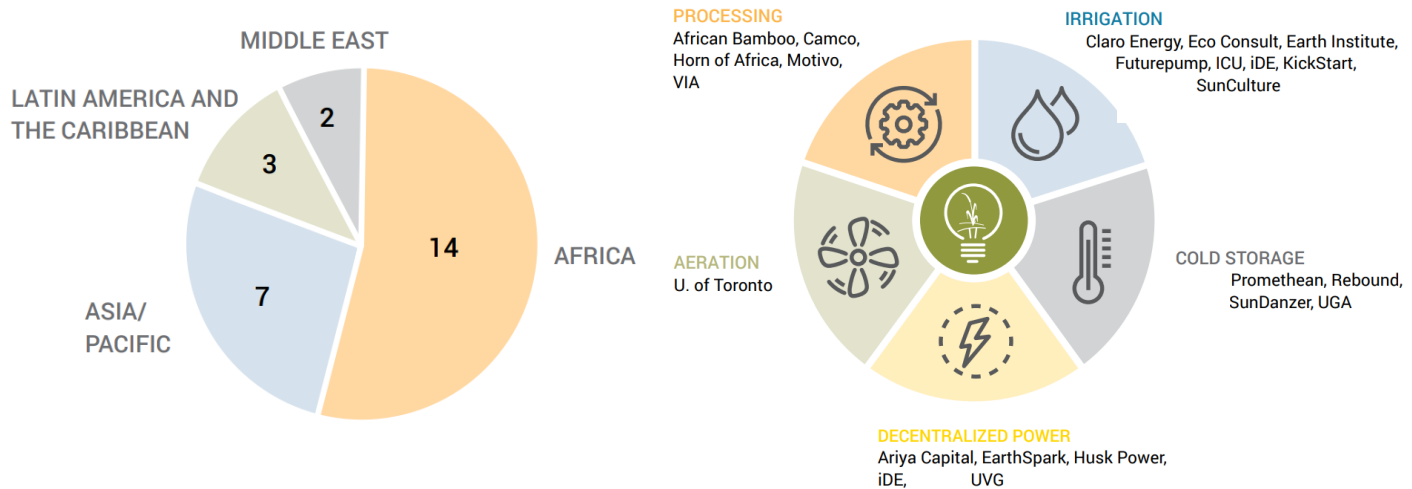 MIDDLE EAST
2
LATIN AMERICA AND
THE CARIBBEAN
3
14
AFRICA
7
ASIA/
PACIFIC
PROCESSING
African Bamboo, Camco,
Horn of Africa, Motivo,
VIA
IRRIGATION
Claro Energy, Eco Consult, Earth Institute,
Futurepump, ICU, iDE, KickStart,
SunCulture
AERATION
U. of Toronto
COLD STORAGE
Promethean, Rebound,
SunDanzer, UGA
DECENTRALIZED POWER
Ariya Capital, EarthSpark, Husk Power,
iDE, UVG